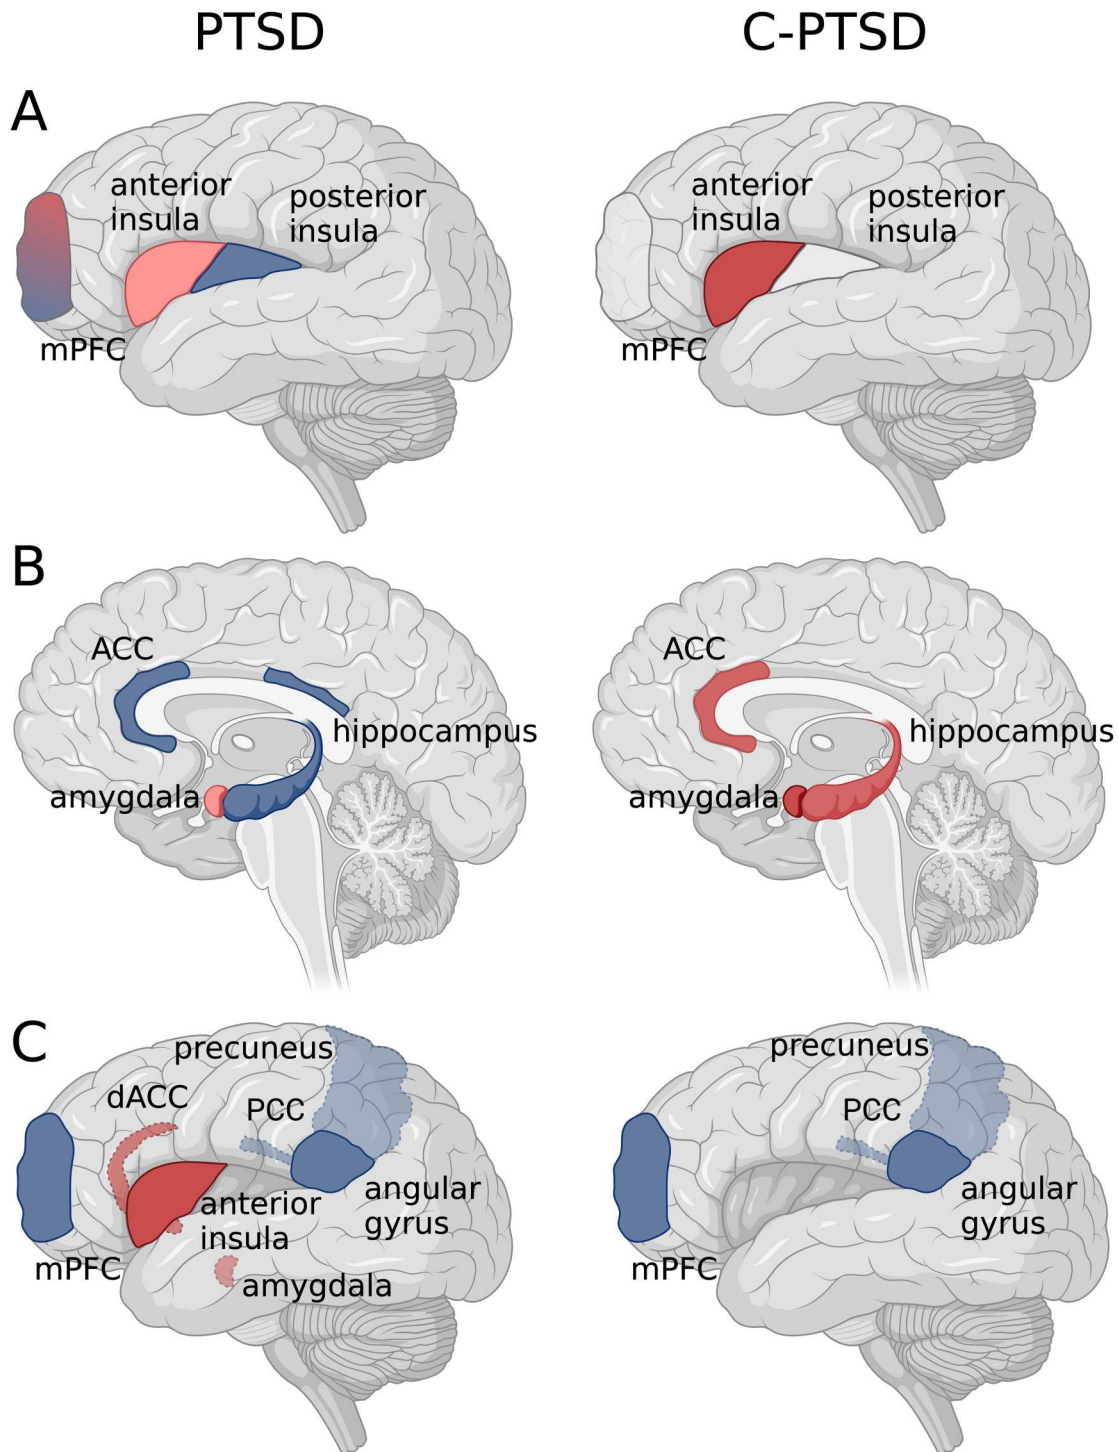 PTSD
C-PTSD
A
anterior
insula
posterior
insula
mPFC
anterior
insula
posterior
insula
mPFC
B
ACC
hippocampus
amygdala
ACC
hippocampus
amygdala
C
precuneus
dACC
PCC
anterior
insula
angular
gyrus
mPFC
amygdala
precuneus
PCC
angular
gyrus
mPFC